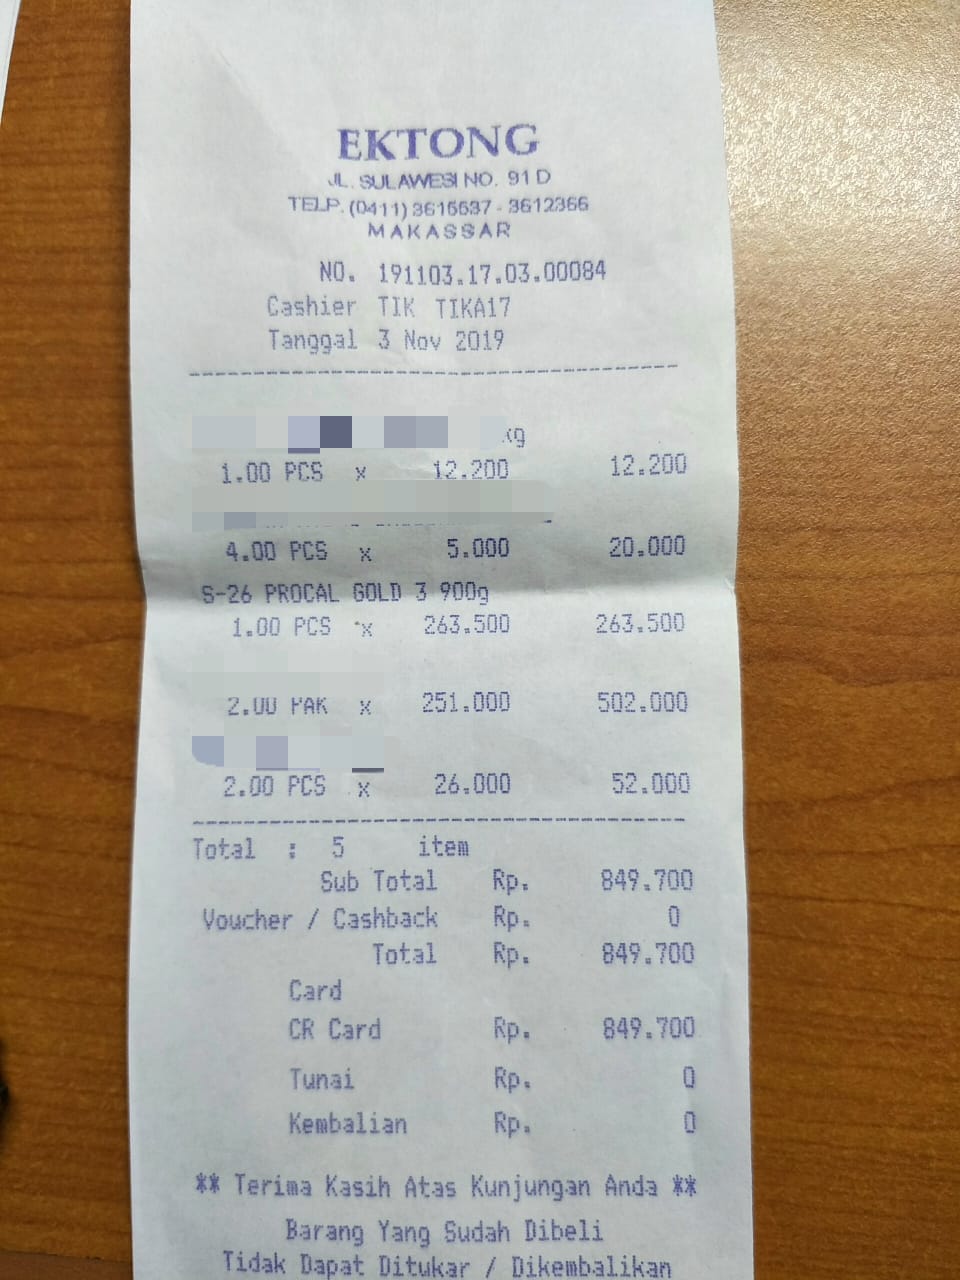 EKTONG
JL. SULAWESI NO. 91 D
TELP. (0411) 3615537 - 3612366
MAKASSAR
NO. 191103.17.03.00084
Cashier TIK TIKA17
Tanggal 3 Nov 2019
kg
1.00 PCS x 12.200 12.200
4.00 PCS x 5.000 20.000
S-26 PROCAL GOLD 3 900g
1.00 PCS x 263.500 263.500
2.00 PAK x 251.000 502.000
2.00 PCS x 26.000 52.000
Total : 5 item
Sub Total Rp. 849.700
Voucher / Cashback Rp. 0
Total Rp. 849.700
Card
CR Card Rp. 849.700
Tunai Rp. 0
Kembalian Rp. 0
** Terima Kasih Atas Kunjungan Anda **
Barang Yang Sudah Dibeli
Tidak Dapat Ditukar / Dikembalikan